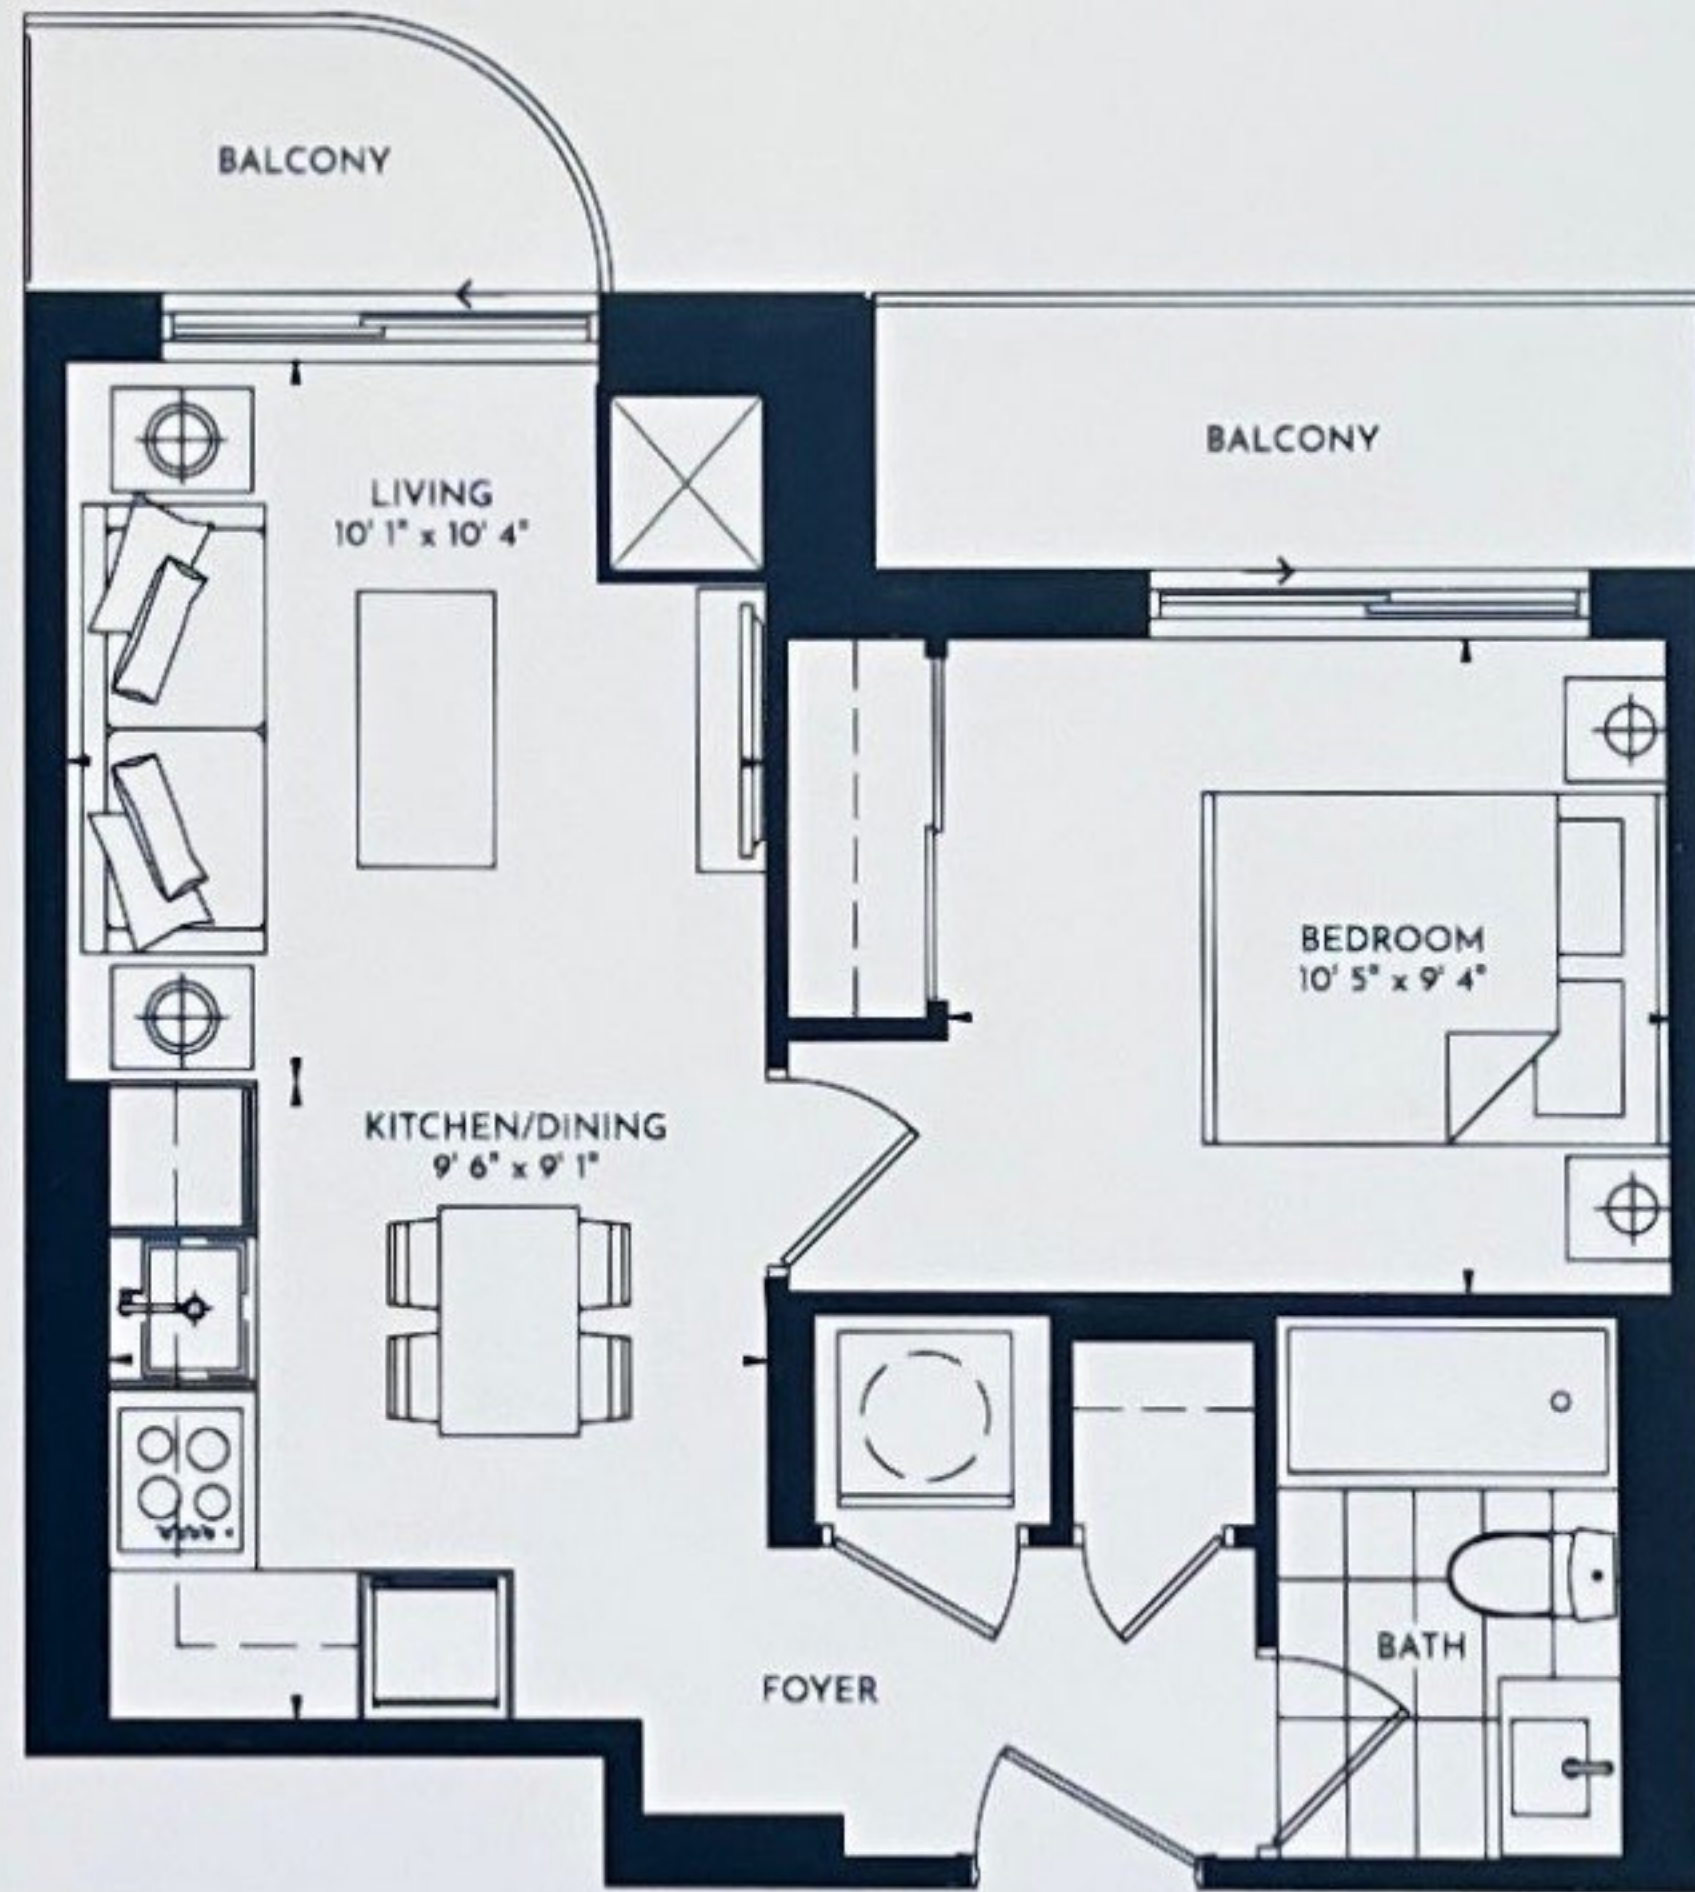 BALCONY
BALCONY
LIVING
10' 1" x 10' 4"
BEDROOM
10' 5" x 9' 4"
KITCHEN/DINING
9' 6" x 9' 1"
BATH
FOYER